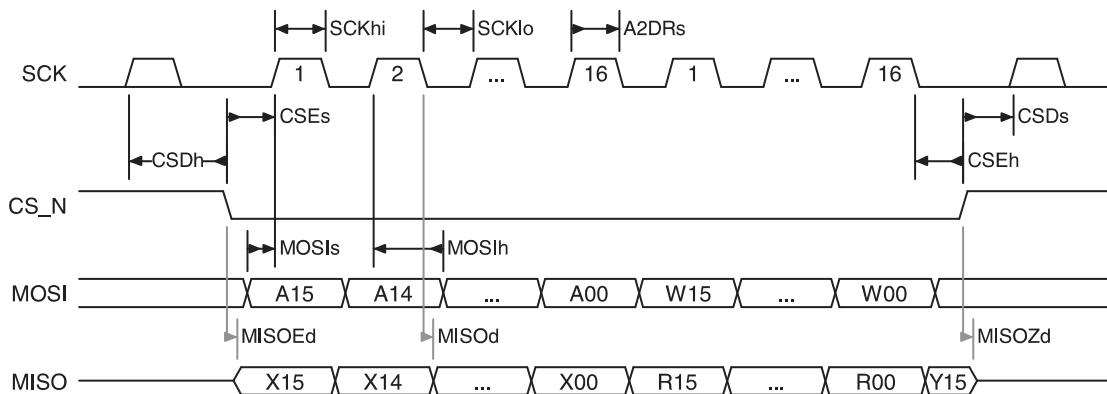 SCKhi SCKlo A2DRs
SCK 1 2 ... 16 1 ... 16
CSEs CSDs
CSDh CSEh
CS_N
MOSIs MOSIh
MOSI A15 A14 ... A00 W15 ... W00
MISOEd MISOd MISOZd
MISO X15 X14 ... X00 R15 ... R00 Y15